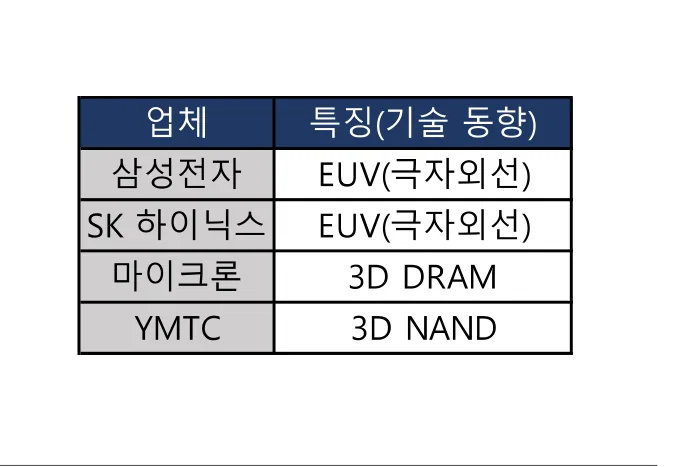 업체 특징(기술 동향)
삼성전자 EUV(극자외선)
SK 하이닉스 EUV(극자외선)
마이크론 3D DRAM
YMTC 3D NAND